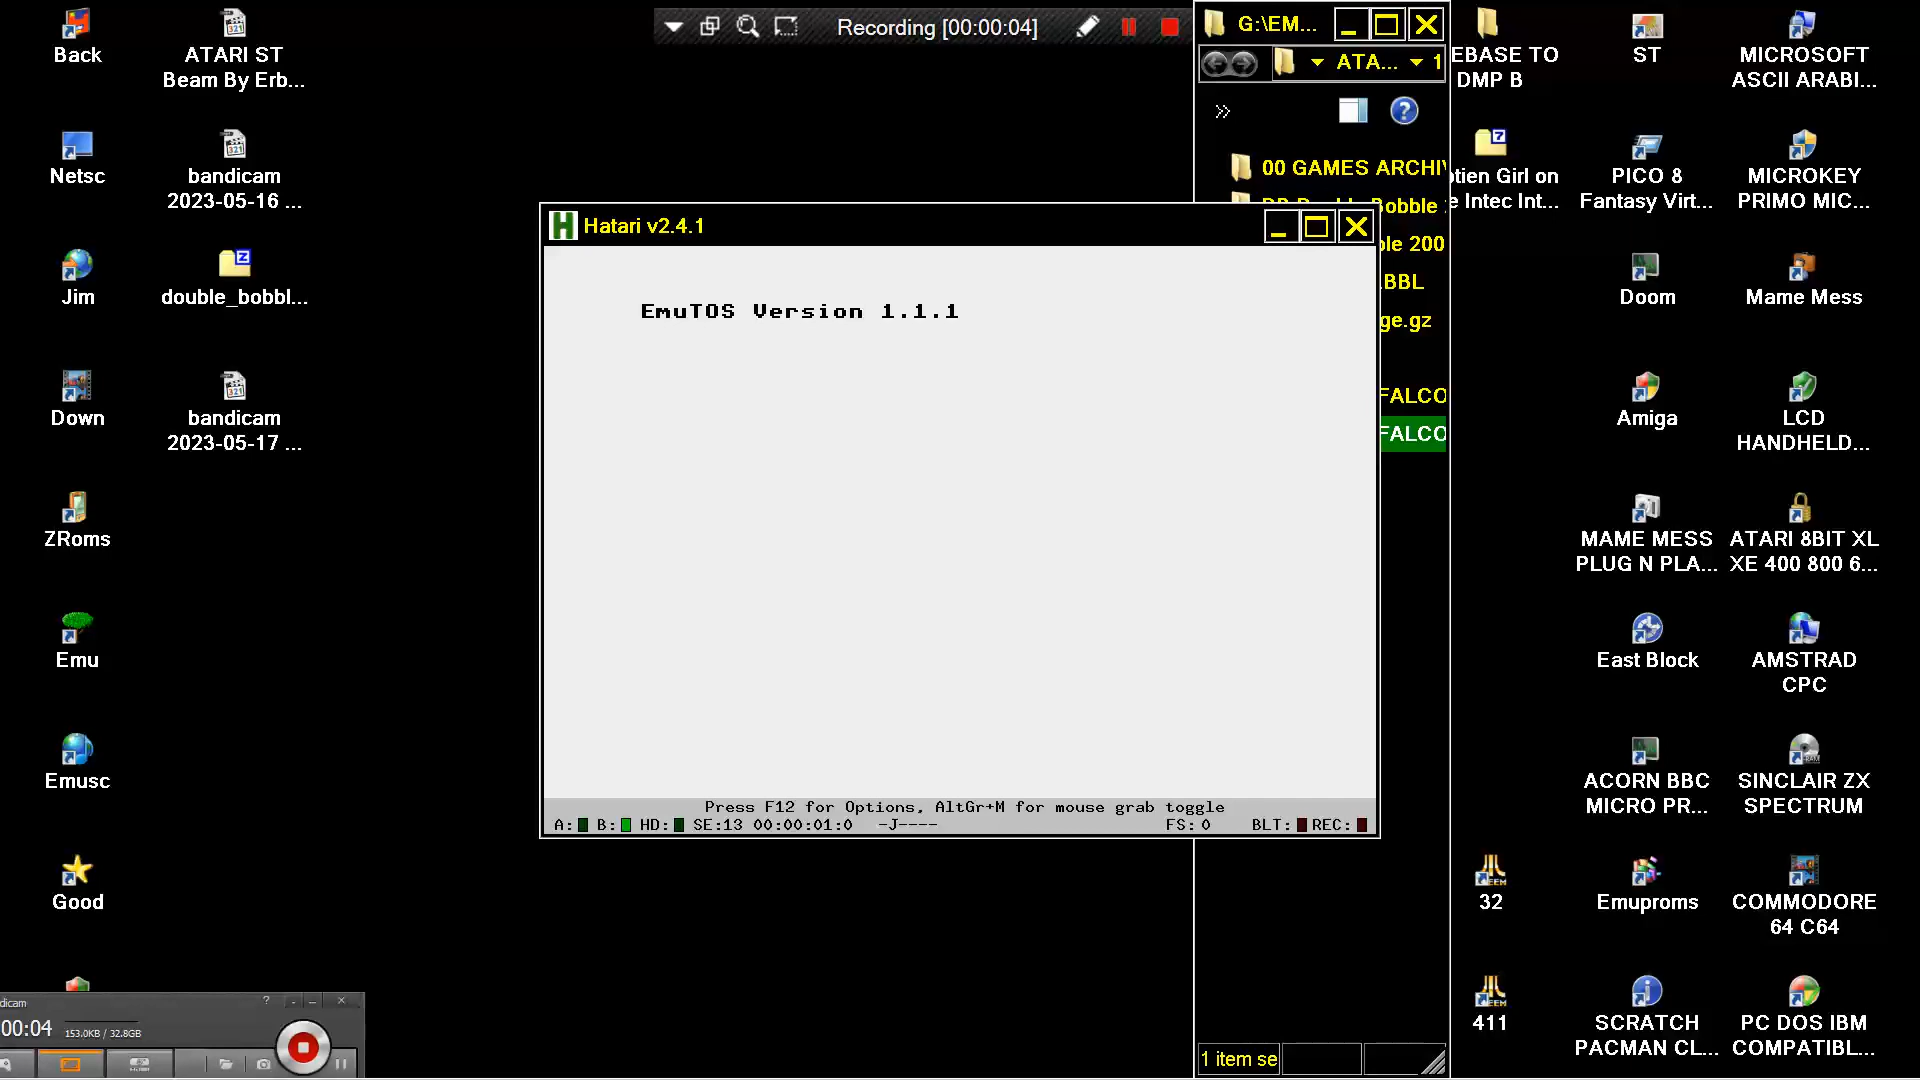 Back
ATARI ST
Beam By Erb...
Netsc
bandicam
2023-05-16 ...
Jim
double_bobbl...
Down
bandicam
2023-05-17 ...
ZRoms
Emu
Emusc
Good
Recording [00:00:04]
G:\EM...
ATA...
1
00 GAMES ARCHI
Bobble
ble 200
.BBL
ge.gz
FALCO
FALCO
1 item se
Hatari v2.4.1
EmuTOS Version 1.1.1
Press F12 for Options, AltGr+M for mouse grab toggle
A: B: HD: SE:13 00:00:01:0 -J---- FS: 0 BLT: REC:
EBASE TO
DMP B
ST
MICROSOFT
ASCII ARABI...
tien Girl on
e Intec Int...
PICO 8
Fantasy Virt...
MICROKEY
PRIMO MIC...
Doom
Mame Mess
Amiga
LCD
HANDHELD...
MAME MESS
PLUG N PLA...
ATARI 8BIT XL
XE 400 800 6...
East Block
AMSTRAD
CPC
ACORN BBC
MICRO PR...
SINCLAIR ZX
SPECTRUM
32
Emuproms
COMMODORE
64 C64
411
SCRATCH
PACMAN CL...
PC DOS IBM
COMPATIBL...
dicam
00:04
153.0KB / 32.8GB